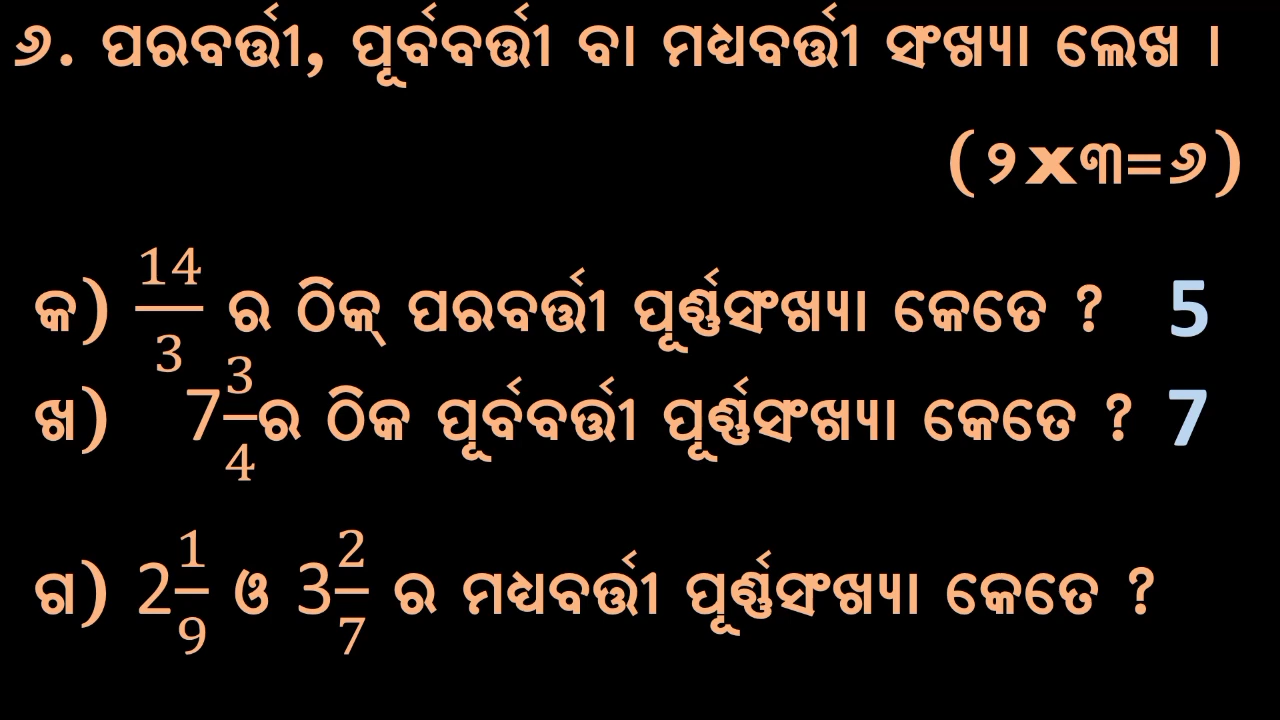 ୬. ପରବର୍ତ୍ତୀ, ପୂର୍ବବର୍ତ୍ତୀ ବା ମଧ୍ୟବର୍ତ୍ତୀ ସଂଖ୍ୟା ଲେଖ ।
(୨x୩=୬)
କ) 14/3 ର ଠିକ୍ ପରବର୍ତ୍ତୀ ପୂର୍ଣ୍ଣସଂଖ୍ୟା କେତେ ? 5
ଖ) 7 3/4ର ଠିକ ପୂର୍ବବର୍ତ୍ତୀ ପୂର୍ଣ୍ଣସଂଖ୍ୟା କେତେ ? 7
ଗ) 2 1/9 ଓ 3 2/7 ର ମଧ୍ୟବର୍ତ୍ତୀ ପୂର୍ଣ୍ଣସଂଖ୍ୟା କେତେ ?